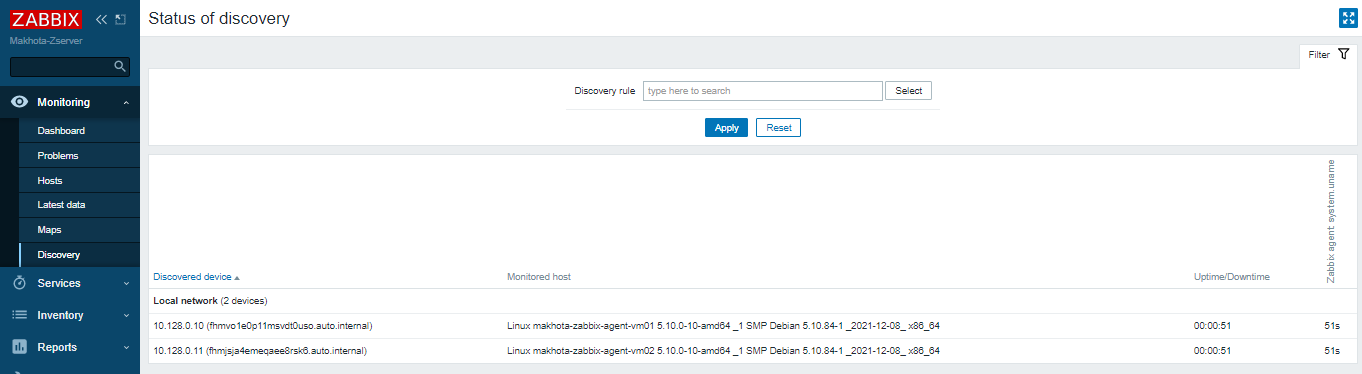 ZABBIX
Makhota-Zserver
Monitoring
Dashboard
Problems
Hosts
Latest data
Maps
Discovery
Services
Inventory
Reports
Status of discovery
Filter
Discovery rule type here to search Select
Apply Reset
Discovered device Monitored host Uptime/Downtime Zabbix agent: system.uname
Local network (2 devices)
10.128.0.10 (fhmvo1e0p11msvdt0uso.auto.internal) Linux makhota-zabbix-agent-vm01 5.10.0-10-amd64 _1 SMP Debian 5.10.84-1 _2021-12-08_ x86_64 00:00:51 51s
10.128.0.11 (fhmjsja4emeqaee8rsk6.auto.internal) Linux makhota-zabbix-agent-vm02 5.10.0-10-amd64 _1 SMP Debian 5.10.84-1 _2021-12-08_ x86_64 00:00:51 51s